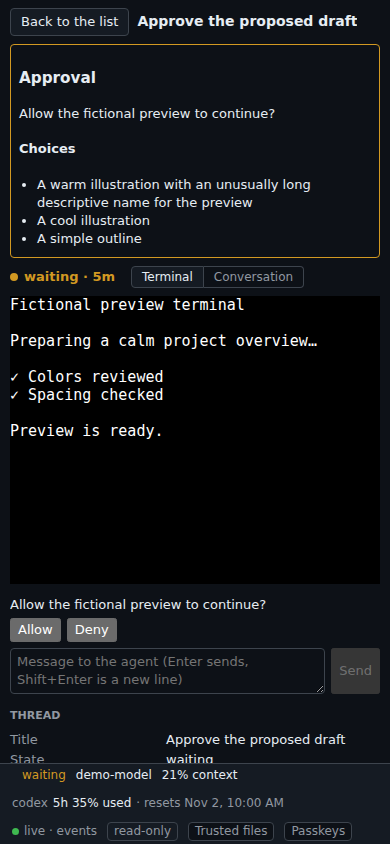 Back to the list Approve the proposed draft
Approval
Allow the fictional preview to continue?
Choices
• A warm illustration with an unusually long
descriptive name for the preview
• A cool illustration
• A simple outline
waiting · 5m Terminal Conversation
Fictional preview terminal
Preparing a calm project overview…
✓ Colors reviewed
✓ Spacing checked
Preview is ready.
Allow the fictional preview to continue?
Allow Deny
Message to the agent (Enter sends,
Shift+Enter is a new line)
Send
THREAD
Title Approve the proposed draft
State waiting
waiting demo-model 21% context
codex 5h 35% used · resets Nov 2, 10:00 AM
live · events read-only Trusted files Passkeys